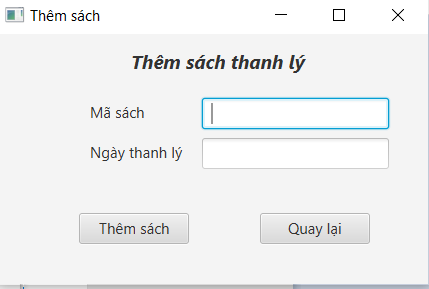 Thêm sách
Thêm sách thanh lý
Mã sách
Ngày thanh lý
Thêm sách
Quay lại